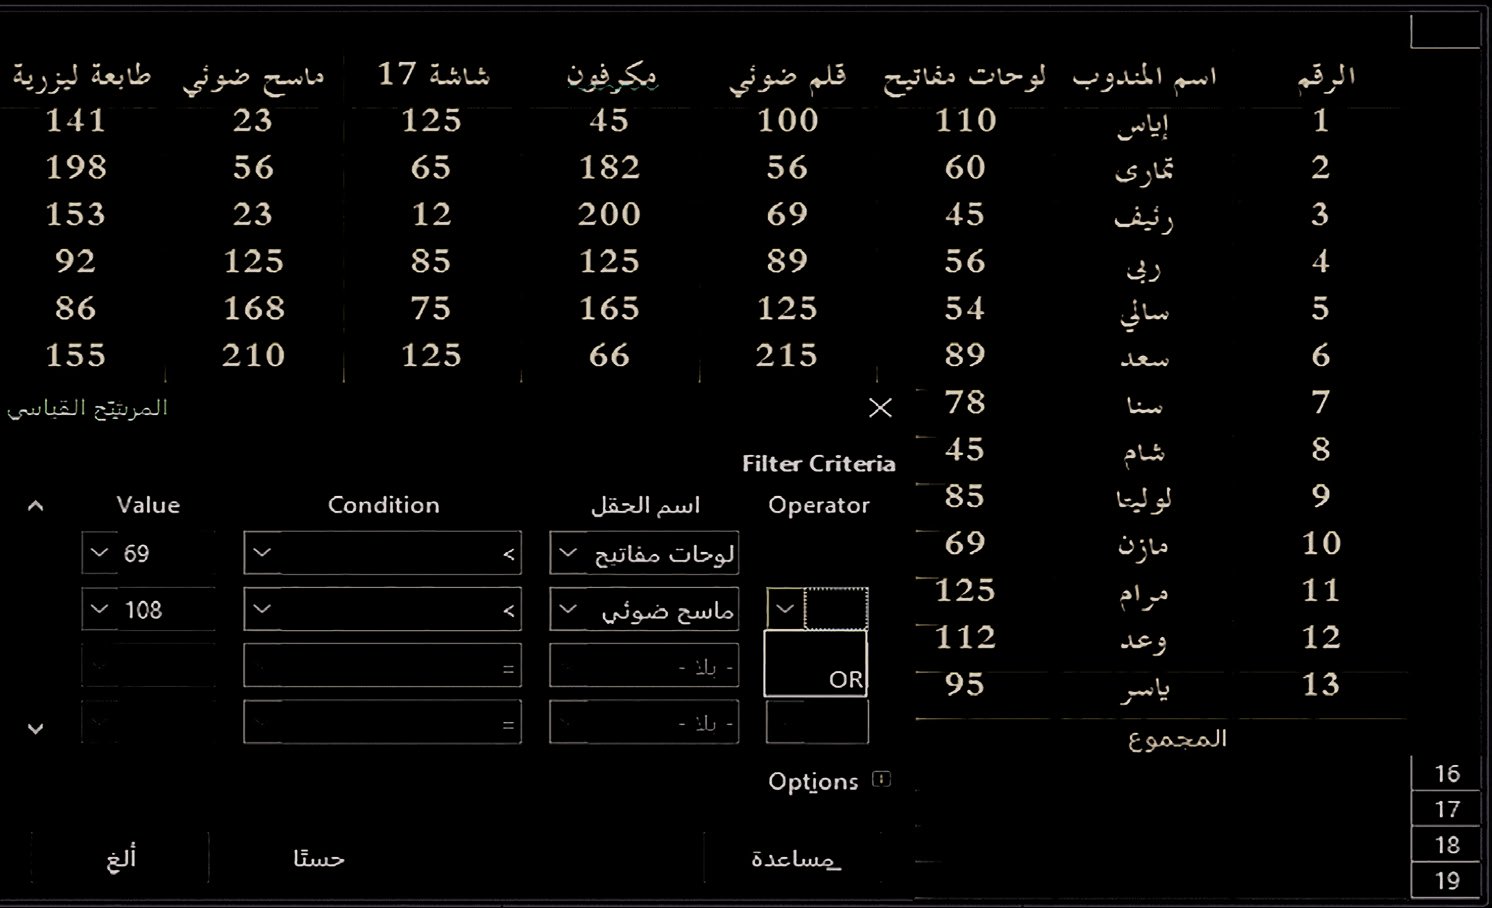 الرقم اسم المندوب لوحات مفاتيح قلم ضوئي مكرفون شاشة 17 ماسح ضوئي طابعة ليزرية
1 إياس 110 100 45 125 23 141
2 تمارى 60 56 182 65 56 198
3 رئيف 45 69 200 12 23 153
4 ربى 56 89 125 85 125 92
5 سالي 54 125 165 75 168 86
6 سعد 89 215 66 125 210 155
7 سنا 78
8 شام 45
9 لوليتا 85
10 مازن 69
11 مرام 125
12 وعد 112
13 ياسر 95
المجموع
16
17
18
19
المرشّح القياسي
Filter Criteria
Operator اسم الحقل Condition Value
لوحات مفاتيح < 69
ماسح ضوئي < 108
OR
- بلا - =
- بلا - =
Options
مساعدة حسنًا ألغ